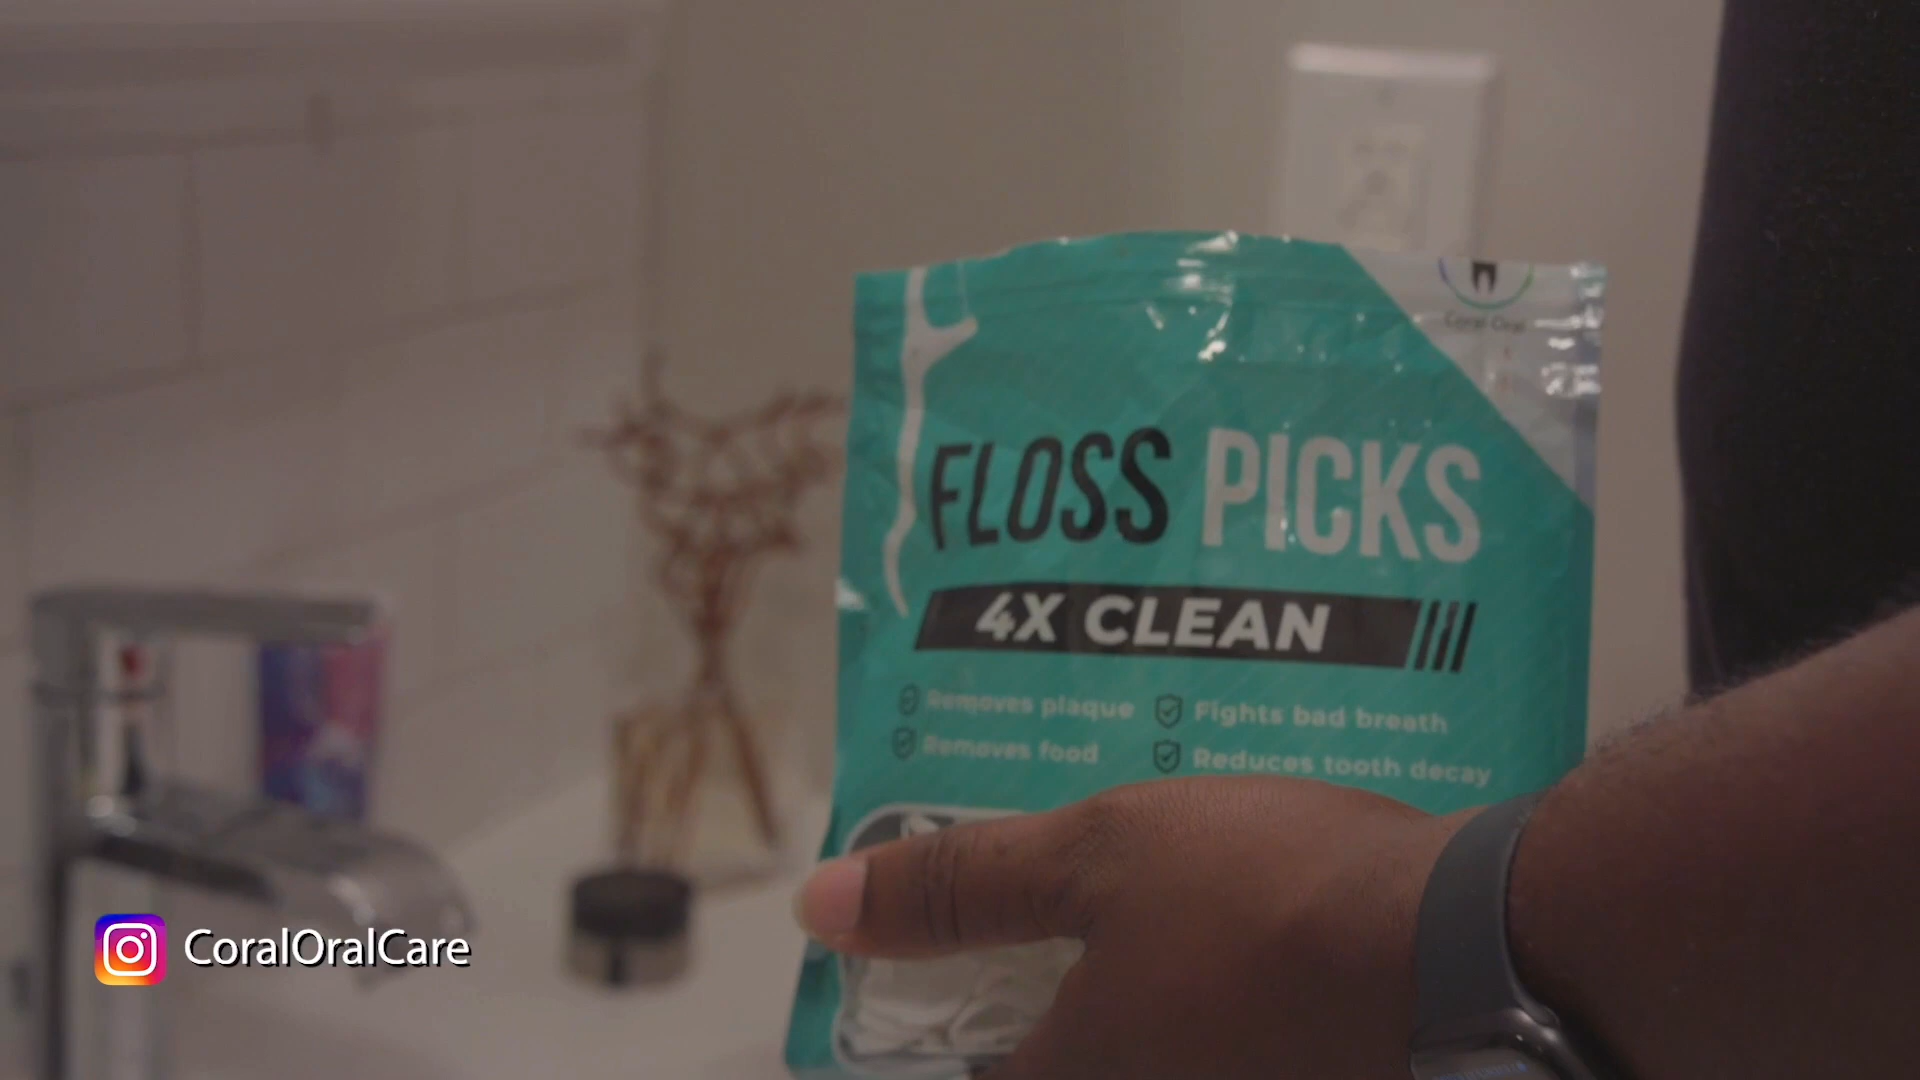 Coral Oral
FLOSS PICKS
4X CLEAN
Removes plaque
Fights bad breath
Removes food
Reduces tooth decay
CoralOralCare